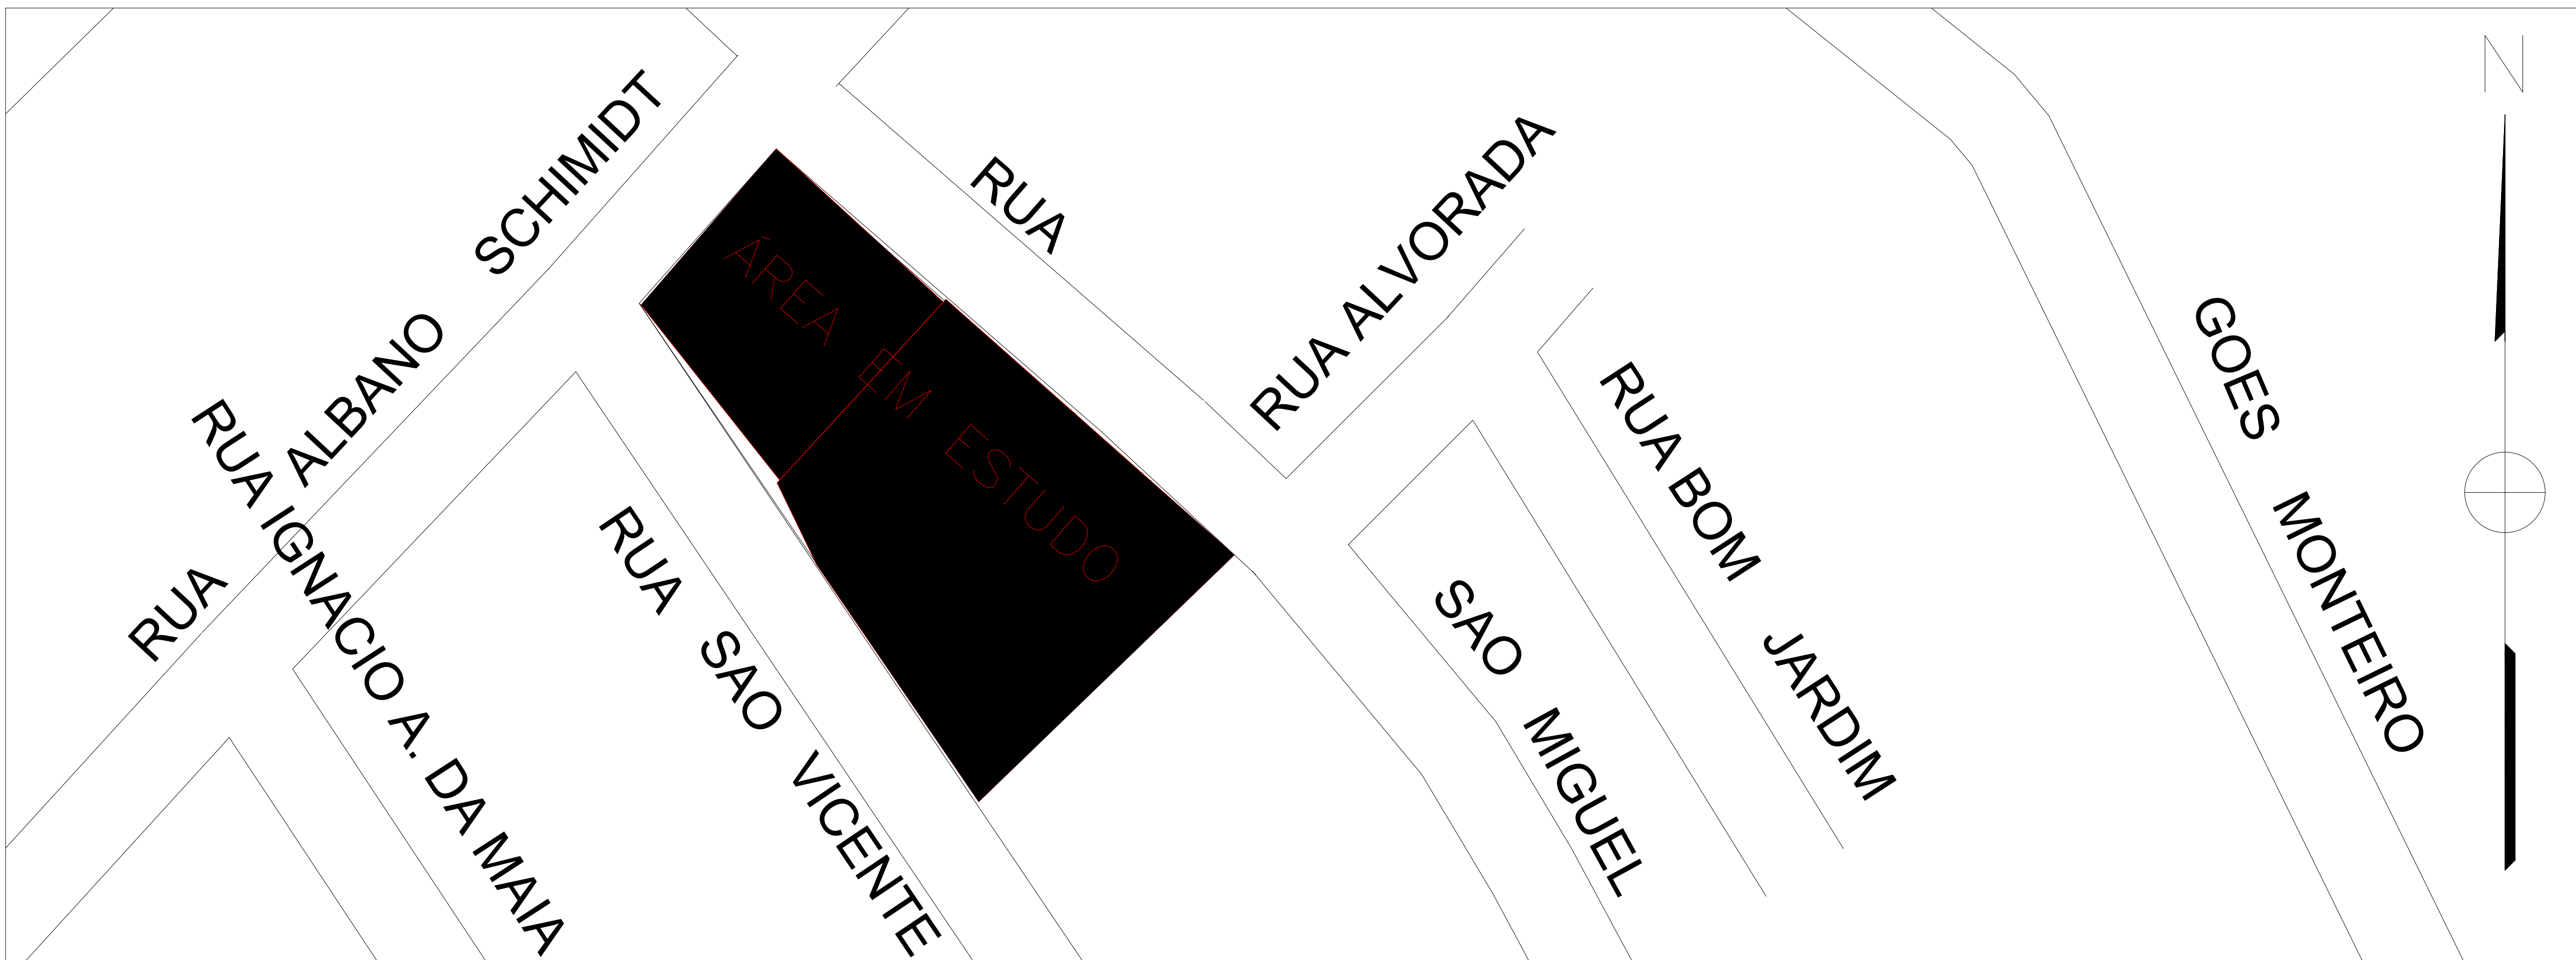 RUA ALBANO SCHIMIDT
RUA IGNACIO A. DA MAIA
RUA SAO VICENTE
ÁREA EM ESTUDO
RUA SAO MIGUEL
RUA ALVORADA
RUA BOM JARDIM
GOES MONTEIRO
N